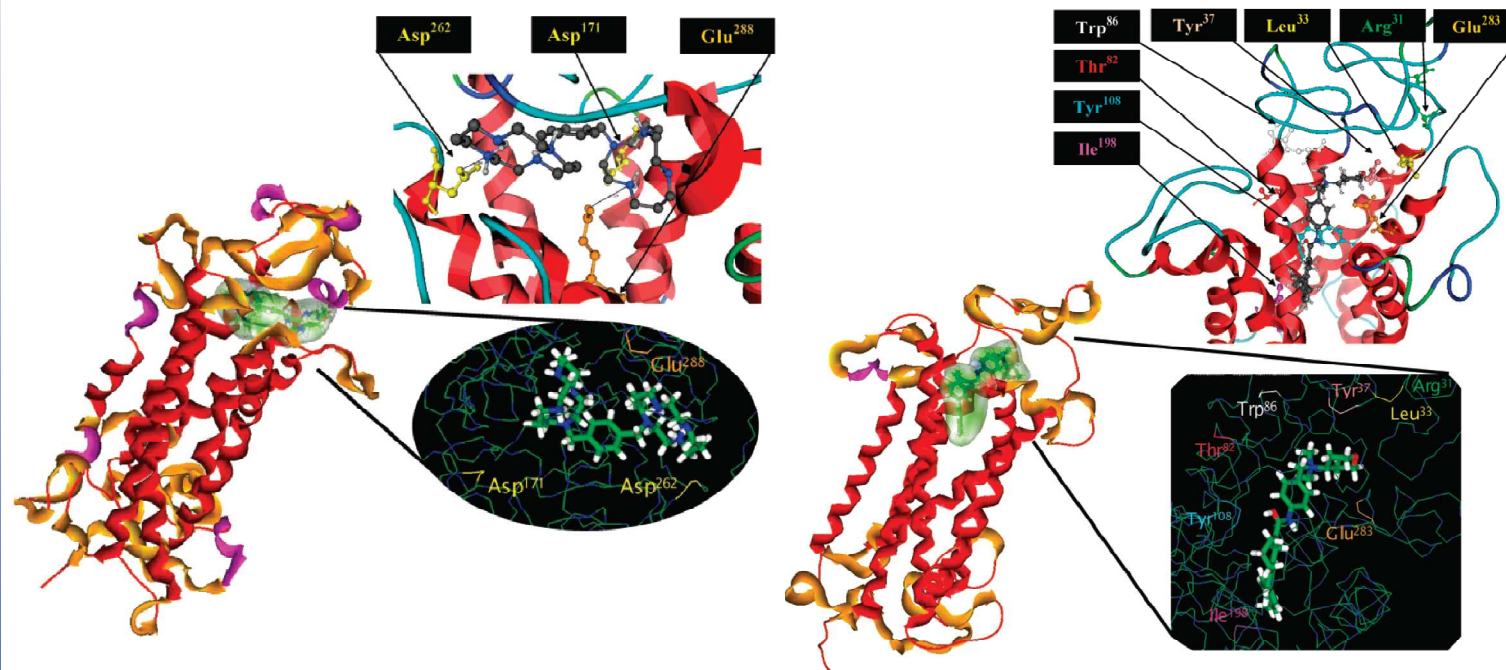 Asp²⁶² Asp¹⁷¹ Glu²⁸⁸
Glu²⁸⁸
Asp¹⁷¹ Asp²⁶²
Trp⁸⁶ Tyr³⁷ Leu³³ Arg³¹ Glu²⁸³
Thr⁸²
Tyr¹⁰⁸
Ile¹⁹⁸
Tyr³⁷ Arg³¹
Trp⁸⁶ Leu³³
Thr⁸²
Tyr¹⁰⁸
Glu²⁸³
Ile¹⁹⁸